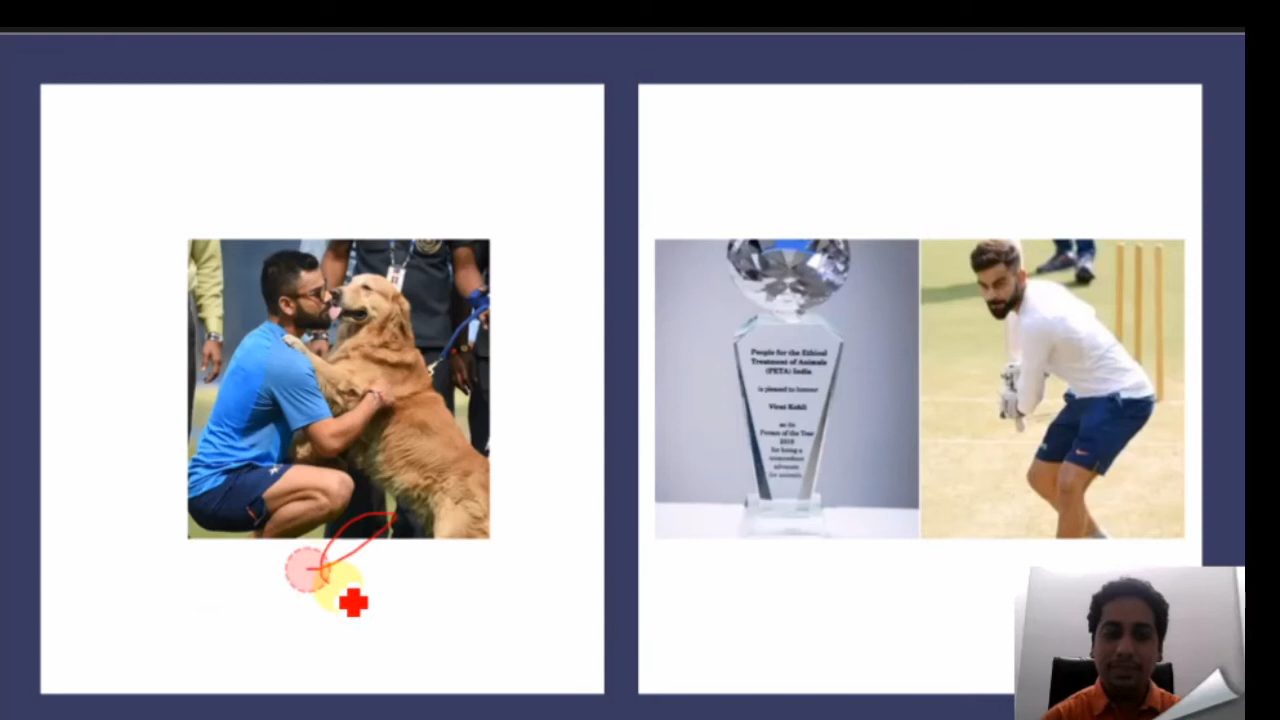 People for the Ethical
Treatment of Animals
(PETA) India
is pleased to honour
Virat Kohli
as its
Person of the Year
2019
for being a
tremendous
advocate
for animals